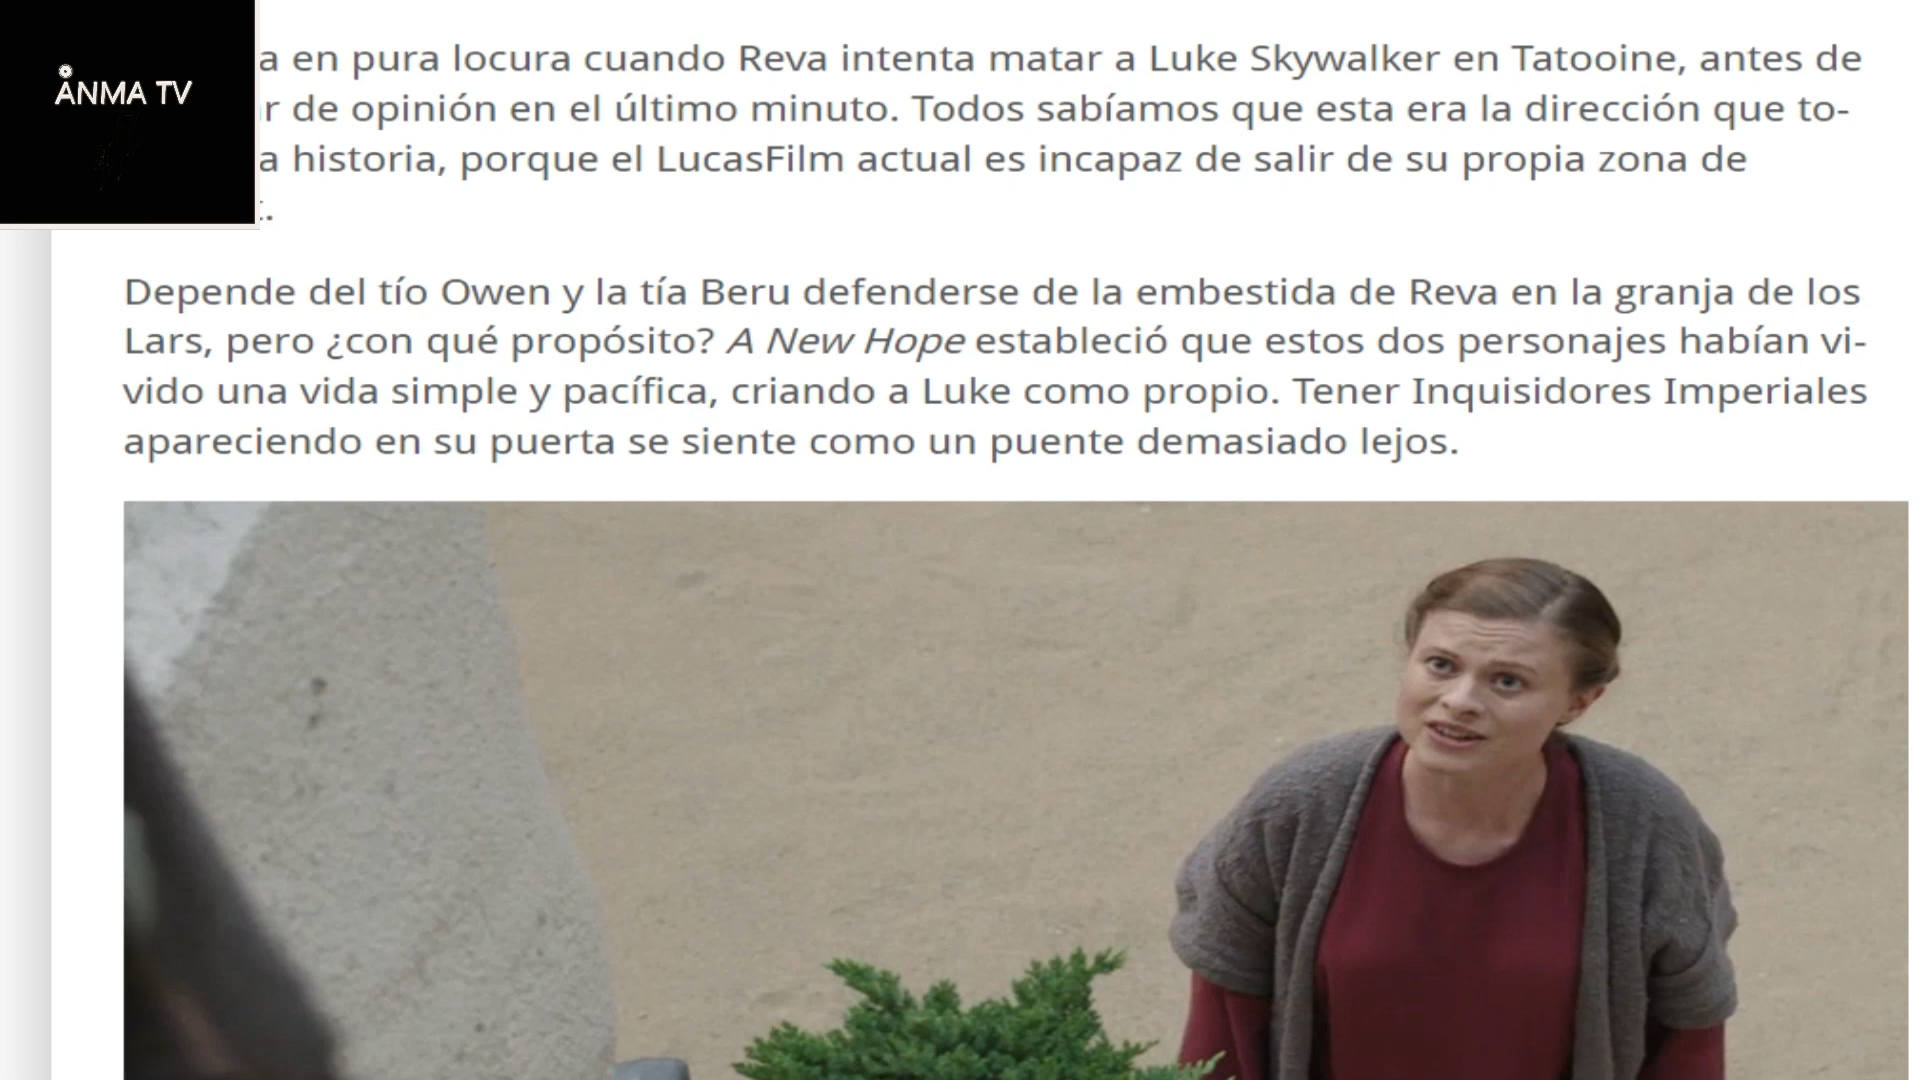 ANMA TV
a en pura locura cuando Reva intenta matar a Luke Skywalker en Tatooine, antes de
r de opinión en el último minuto. Todos sabíamos que esta era la dirección que to-
a historia, porque el LucasFilm actual es incapaz de salir de su propia zona de
Depende del tío Owen y la tía Beru defenderse de la embestida de Reva en la granja de los
Lars, pero ¿con qué propósito? A New Hope estableció que estos dos personajes habían vi-
vido una vida simple y pacífica, criando a Luke como propio. Tener Inquisidores Imperiales
apareciendo en su puerta se siente como un puente demasiado lejos.